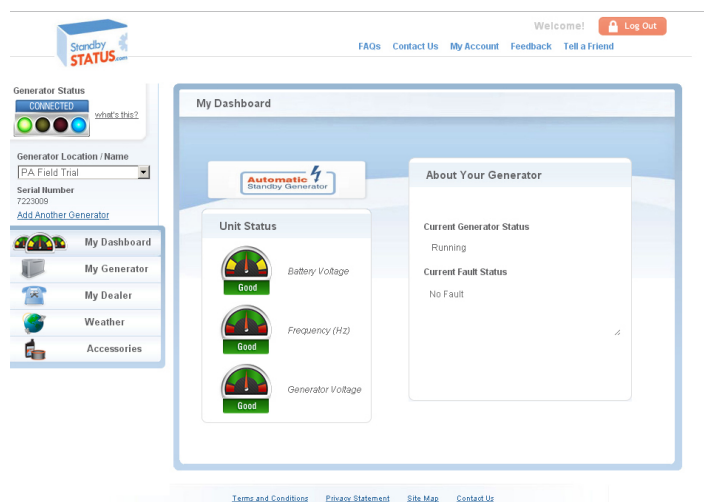 Welcome!
Log Out
Standby
STATUS.com
FAQs Contact Us My Account Feedback Tell a Friend
Generator Status
CONNECTED
what's this?
Generator Location / Name
PA Field Trial
Serial Number
7223009
Add Another Generator
My Dashboard
My Generator
My Dealer
Weather
Accessories
My Dashboard
Automatic
Standby Generator
Unit Status
Battery Voltage
Good
Frequency (Hz)
Good
Generator Voltage
Good
About Your Generator
Current Generator Status
Running
Current Fault Status
No Fault
Terms and Conditions Privacy Statement Site Map Contact Us